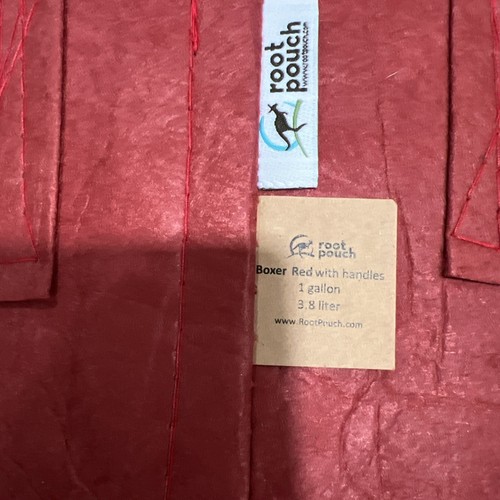 root
pouch
www.rootpouch.com
root
pouch
Boxer Red with handles
1 gallon
3.8 liter
www.RootPouch.com